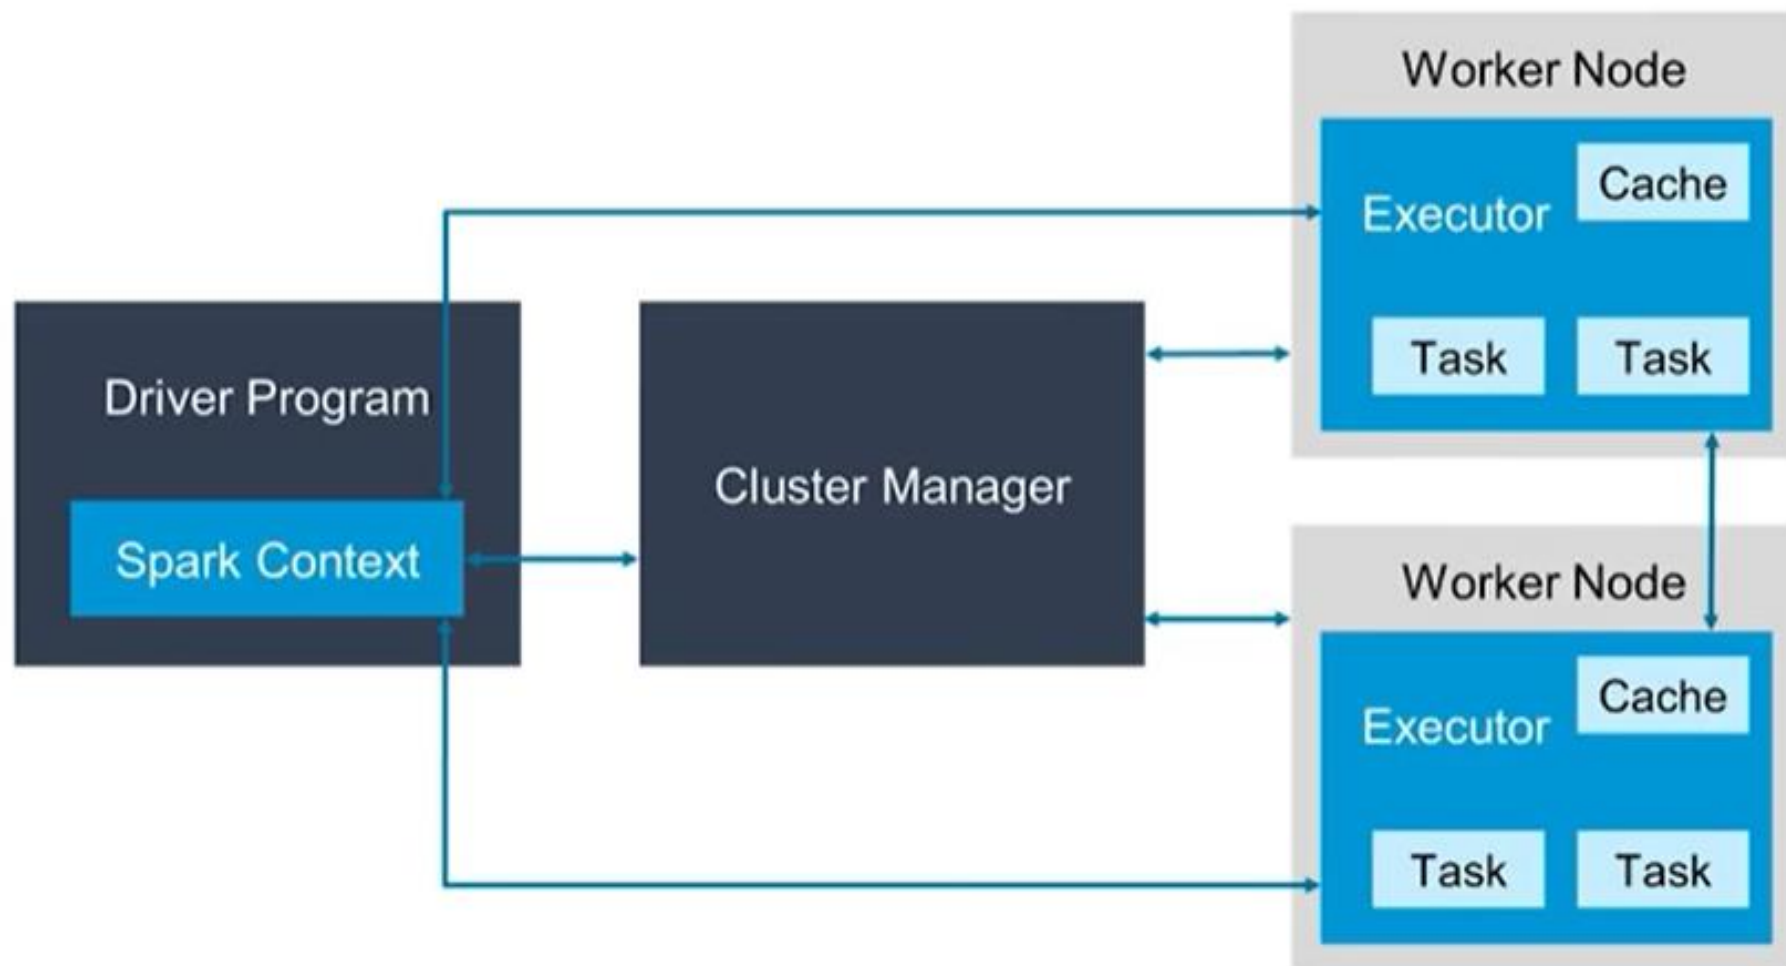 Driver Program
Spark Context
Cluster Manager
Worker Node
Executor
Cache
Task
Task
Worker Node
Executor
Cache
Task
Task